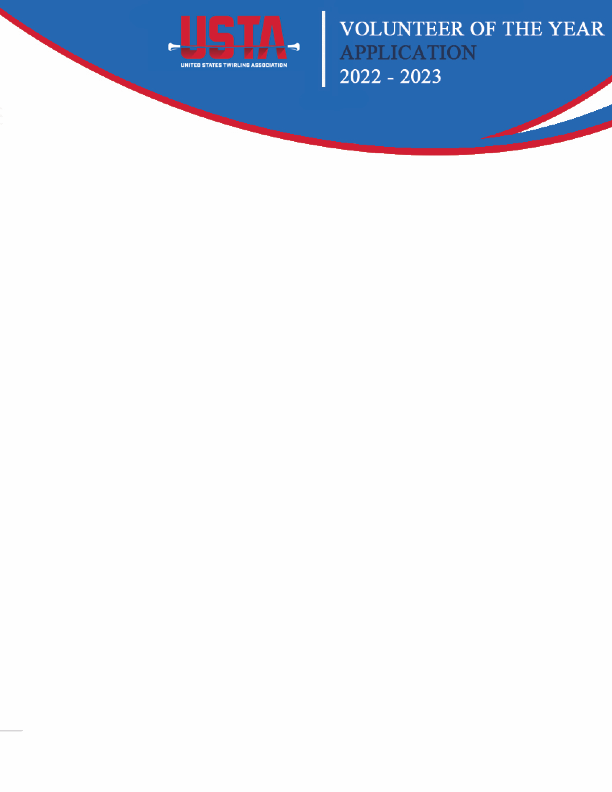 USTA
UNITED STATES TWIRLING ASSOCIATION
VOLUNTEER OF THE YEAR
APPLICATION
2022 - 2023